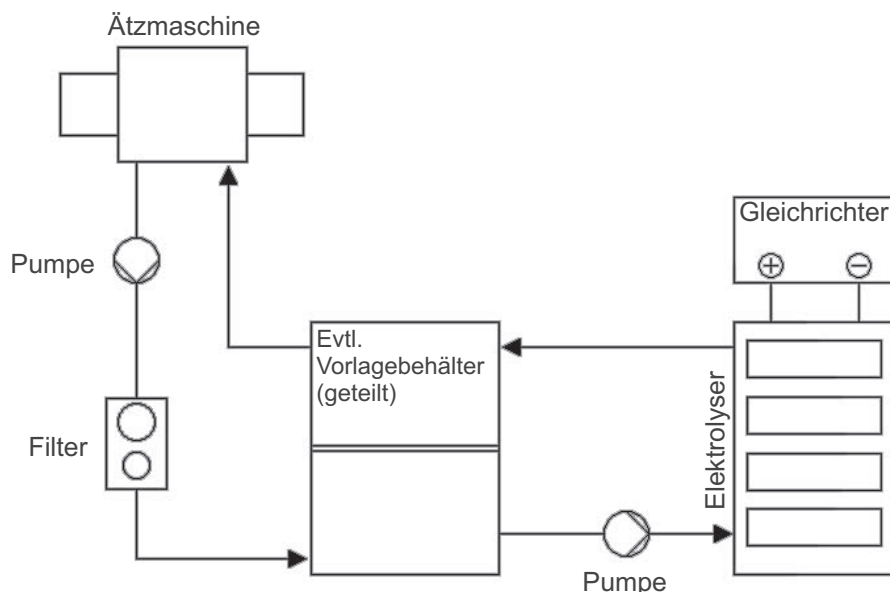 Ätzmaschine
Gleichrichter
+ −
Pumpe
Evtl.
Vorlagebehälter
(geteilt)
Elektrolyser
Filter
Pumpe